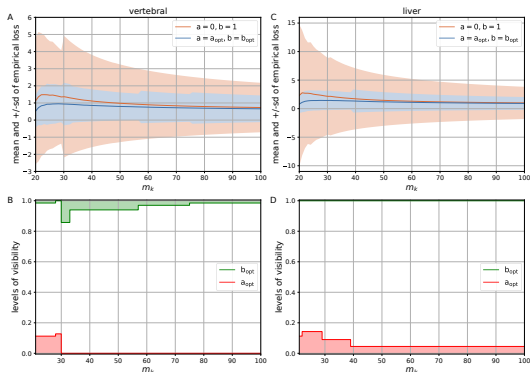 vertebral
liver
A
C
mean and +/-sd of empirical loss
6
5
4
3
2
1
0
−1
−2
−3
a = 0, b = 1
a = a_opt, b = b_opt
20 30 40 50 60 70 80 90 100
m_k
mean and +/-sd of empirical loss
15
10
5
0
−5
−10
a = 0, b = 1
a = a_opt, b = b_opt
20 30 40 50 60 70 80 90 100
m_k
B
D
levels of visibility
1.0
0.8
0.6
0.4
0.2
0.0
b_opt
a_opt
20 30 40 50 60 70 80 90 100
m_k
levels of visibility
1.0
0.8
0.6
0.4
0.2
0.0
b_opt
a_opt
20 30 40 50 60 70 80 90 100
m_k